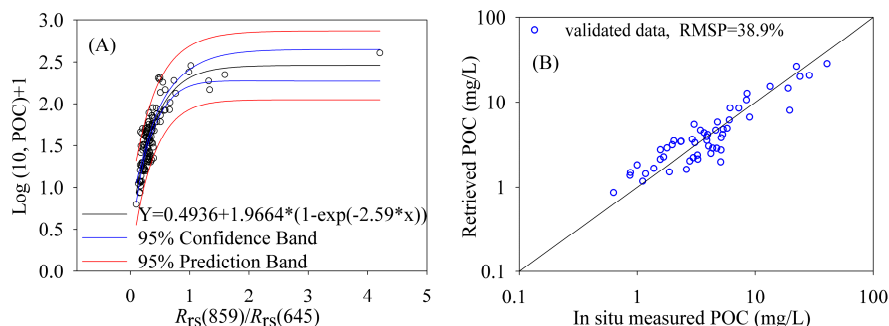 (A)
Log (10, POC)+1
3.0
2.5
2.0
1.5
1.0
0.5
0.0
Y=0.4936+1.9664*(1-exp(-2.59*x))
95% Confidence Band
95% Prediction Band
0 1 2 3 4 5
Rrs(859)/Rrs(645)
(B)
validated data, RMSP=38.9%
Retrieved POC (mg/L)
100
10
1
0.1
0.1 1 10 100
In situ measured POC (mg/L)